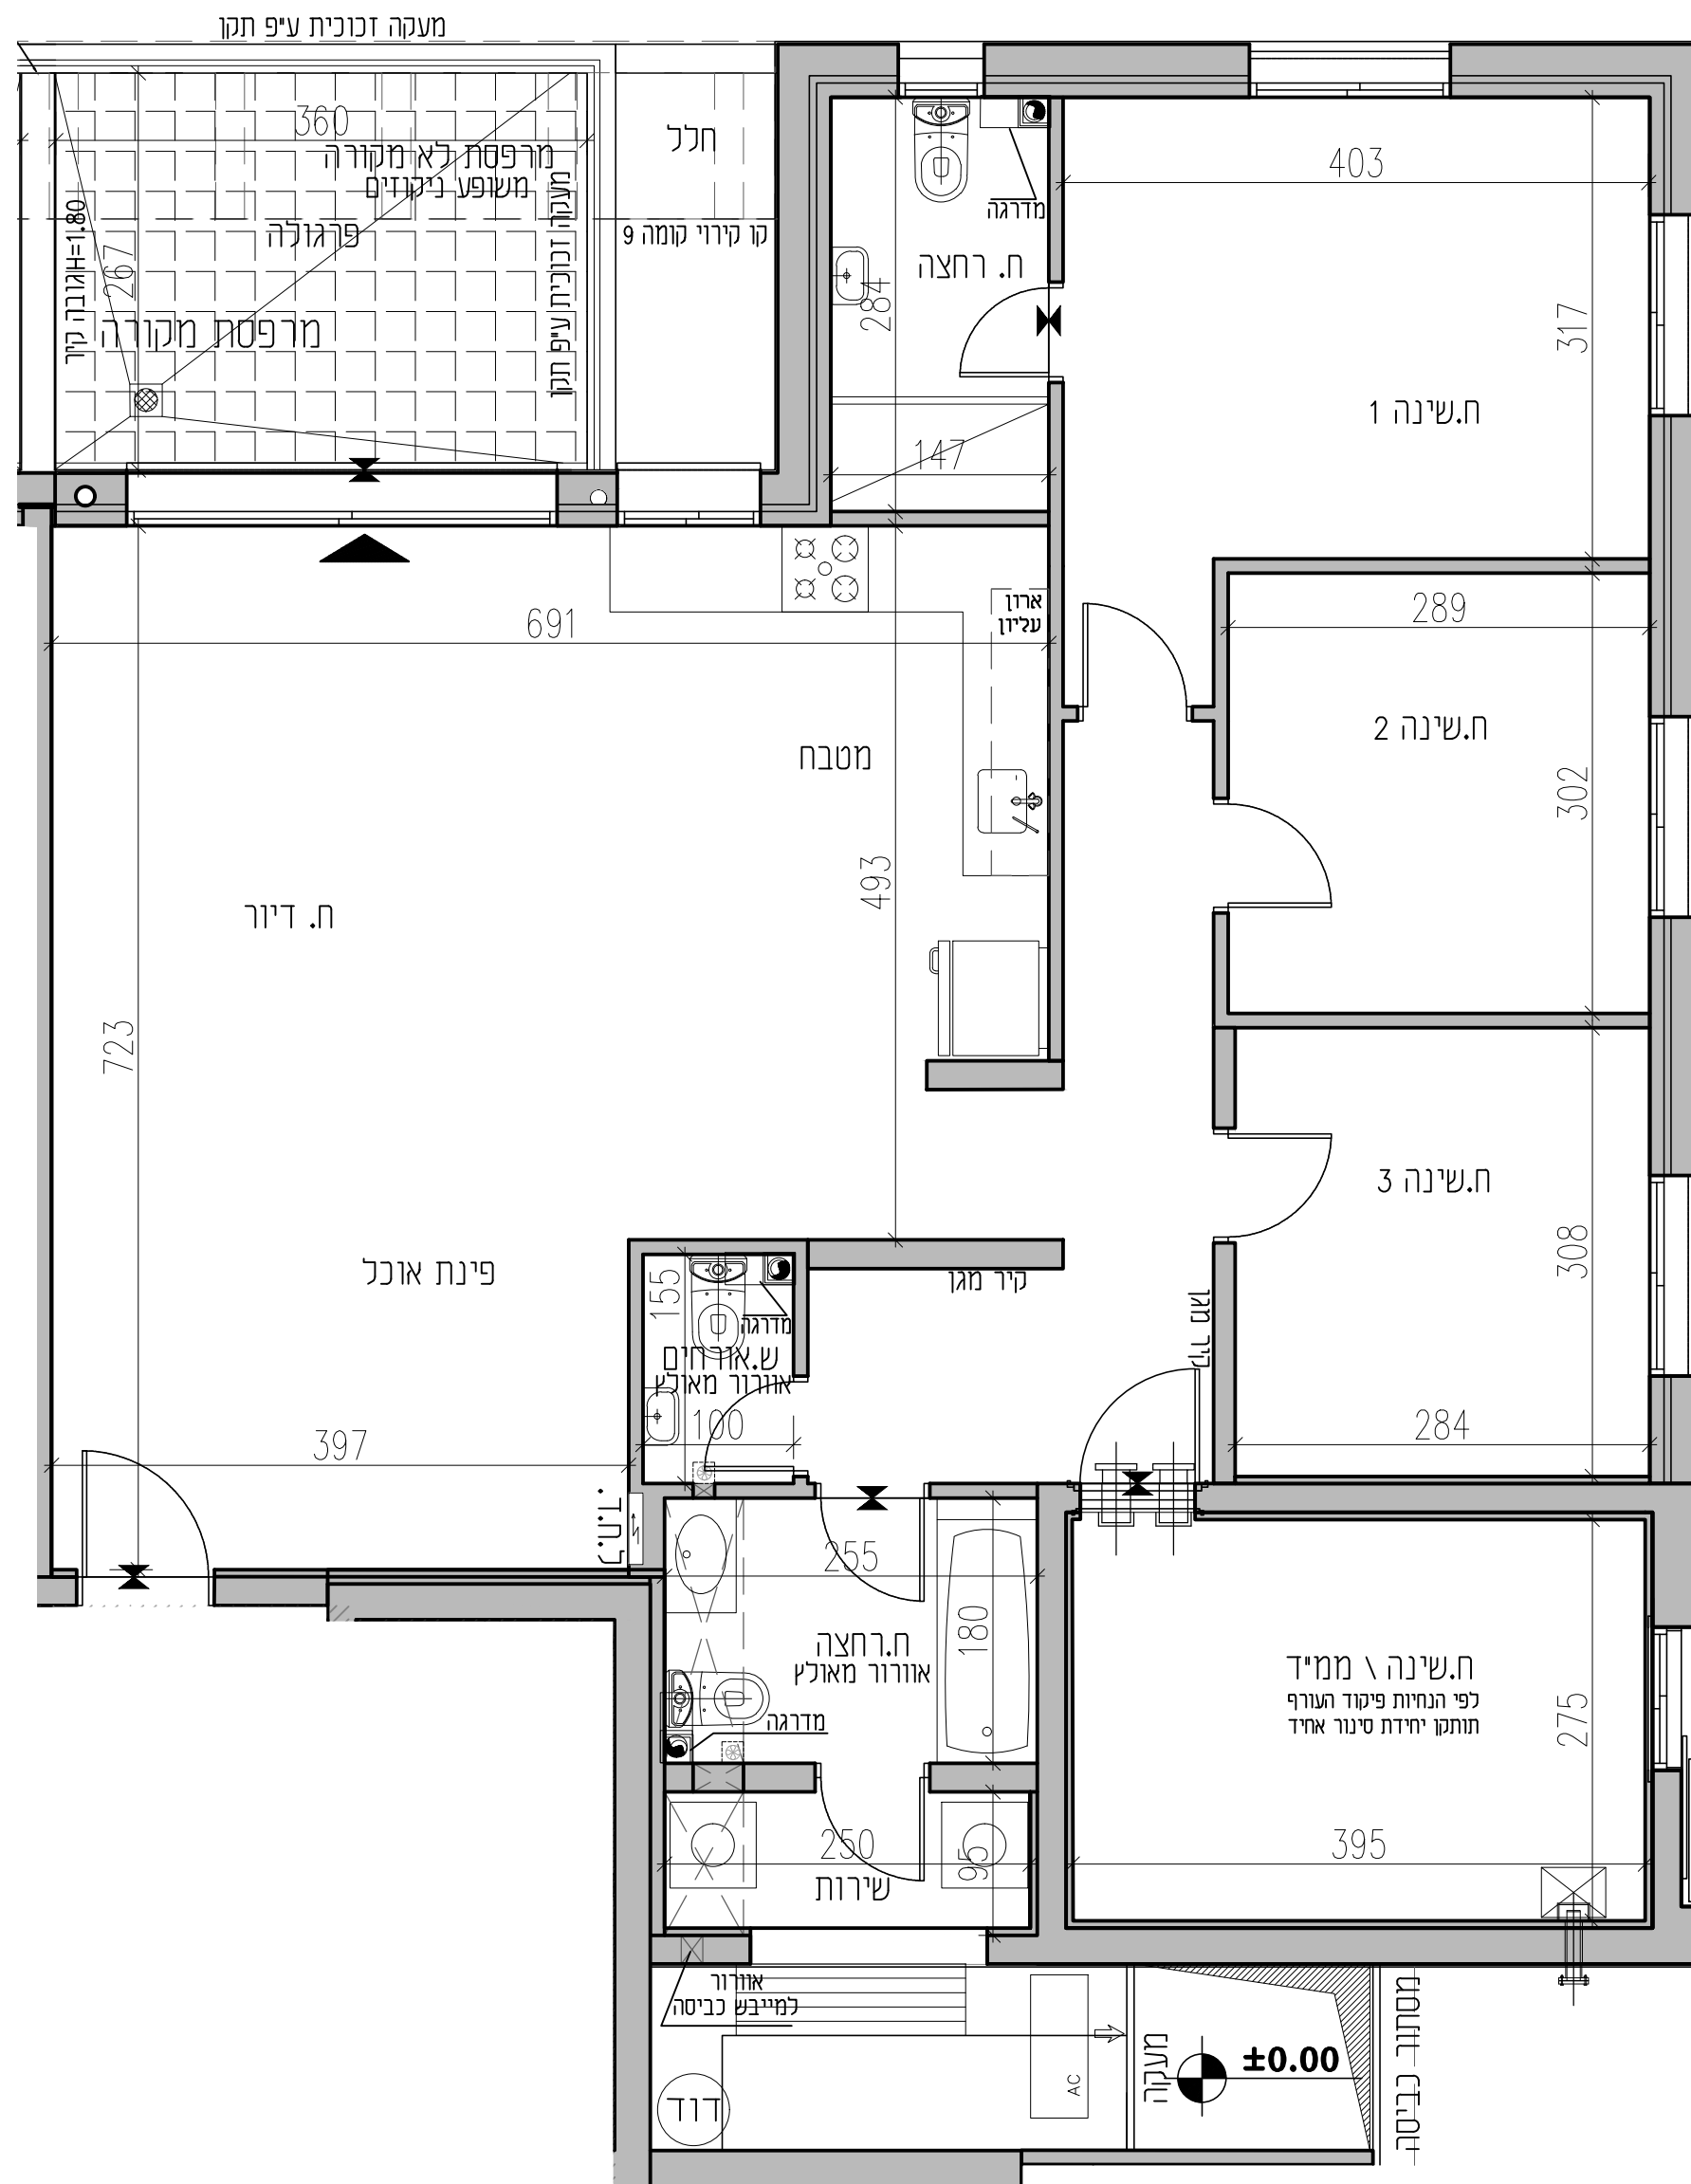 מעקה זכוכית ע״פ תקן
360
מרפסת לא מקורה
משופע ניקוזים
פרגולה
גובה קיר H=1.80
267
מרפסת מקורה
מעקה זכוכית ע״פ תקן
חלל
קו קירוי קומה 9
מדרגה
ח. רחצה
284
147
403
317
ח.שינה 1
691
ארון
עליון
289
ח.שינה 2
302
מטבח
493
ח. דיור
723
ח.שינה 3
308
284
פינת אוכל
397
155
מדרגה
ש.אורחים
אוורור מאולץ
100
קיר מגן
קיר מגן
ל.ח.ד.
255
180
ח.רחצה
אוורור מאולץ
מדרגה
ח.שינה \ ממ״ד
לפי הנחיות פיקוד העורף
תותקן יחידת סינור אחיד
275
395
250
95
שירות
אוורור
למייבש כביסה
דוד
AC
מעקה
±0.00
מסתור כביסה